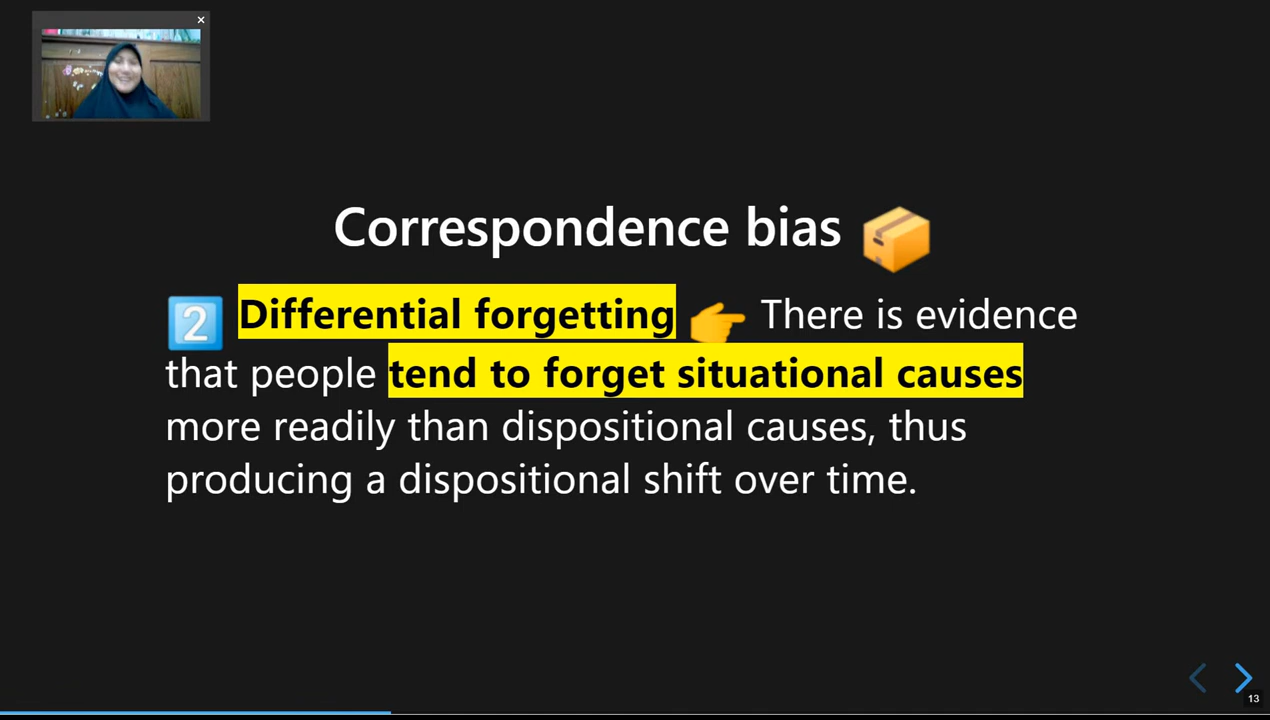 Correspondence bias 📦
2️⃣ Differential forgetting 👉 There is evidence
that people tend to forget situational causes
more readily than dispositional causes, thus
producing a dispositional shift over time.
13